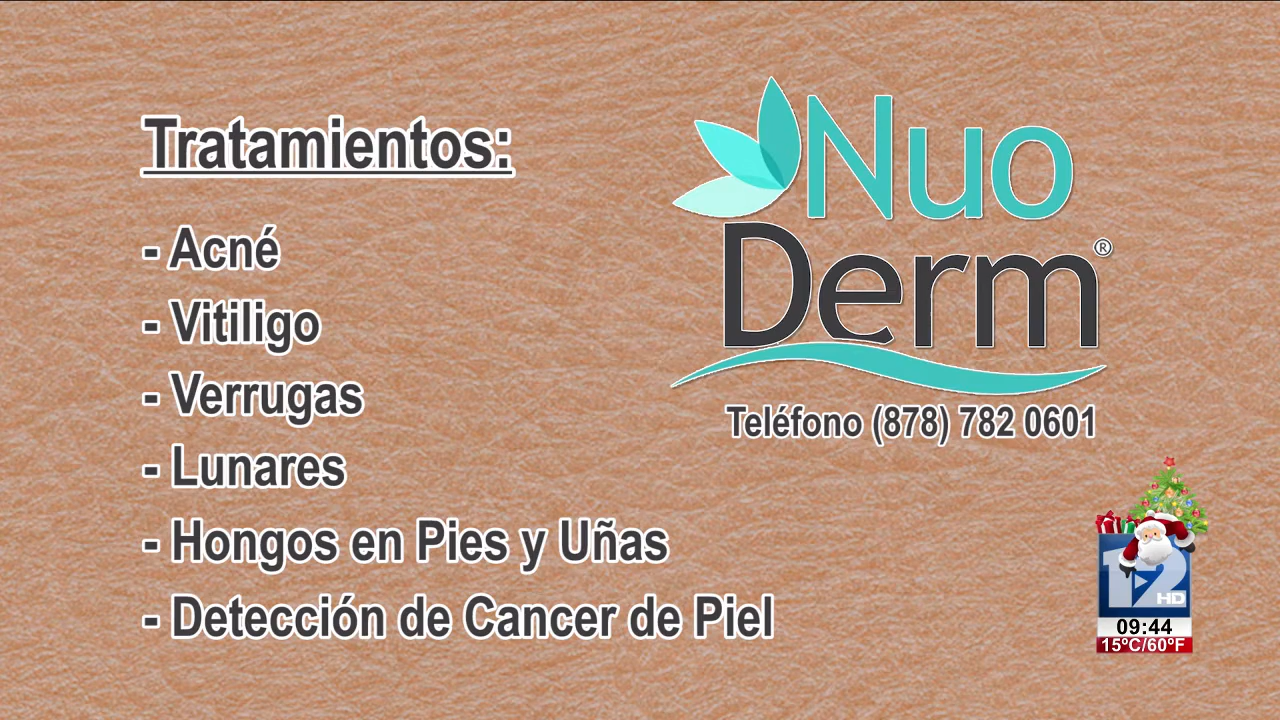 Tratamientos:
- Acné
- Vitiligo
- Verrugas
- Lunares
- Hongos en Pies y Uñas
- Detección de Cancer de Piel
Nuo
Derm®
Teléfono (878) 782 0601
12
HD
09:44
15ºC/60ºF